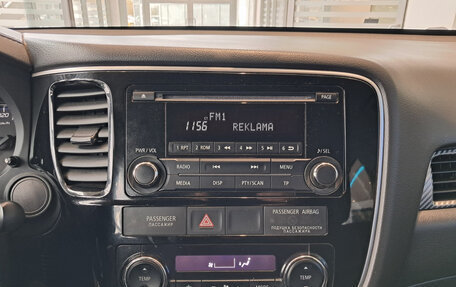 PAGE
FM1
1156 REKLAMA
PWR / VOL
1 RPT 2 ROM 3 4 5 6
♪/ SEL
RADIO MENU
MEDIA DISP PTY/SCAN TP
PASSENGER
ПАССАЖИР
PASSENGER AIRBAG
ПОДУШКА БЕЗОПАСНОСТИ
ПАССАЖИРА
TEMP
TEMP